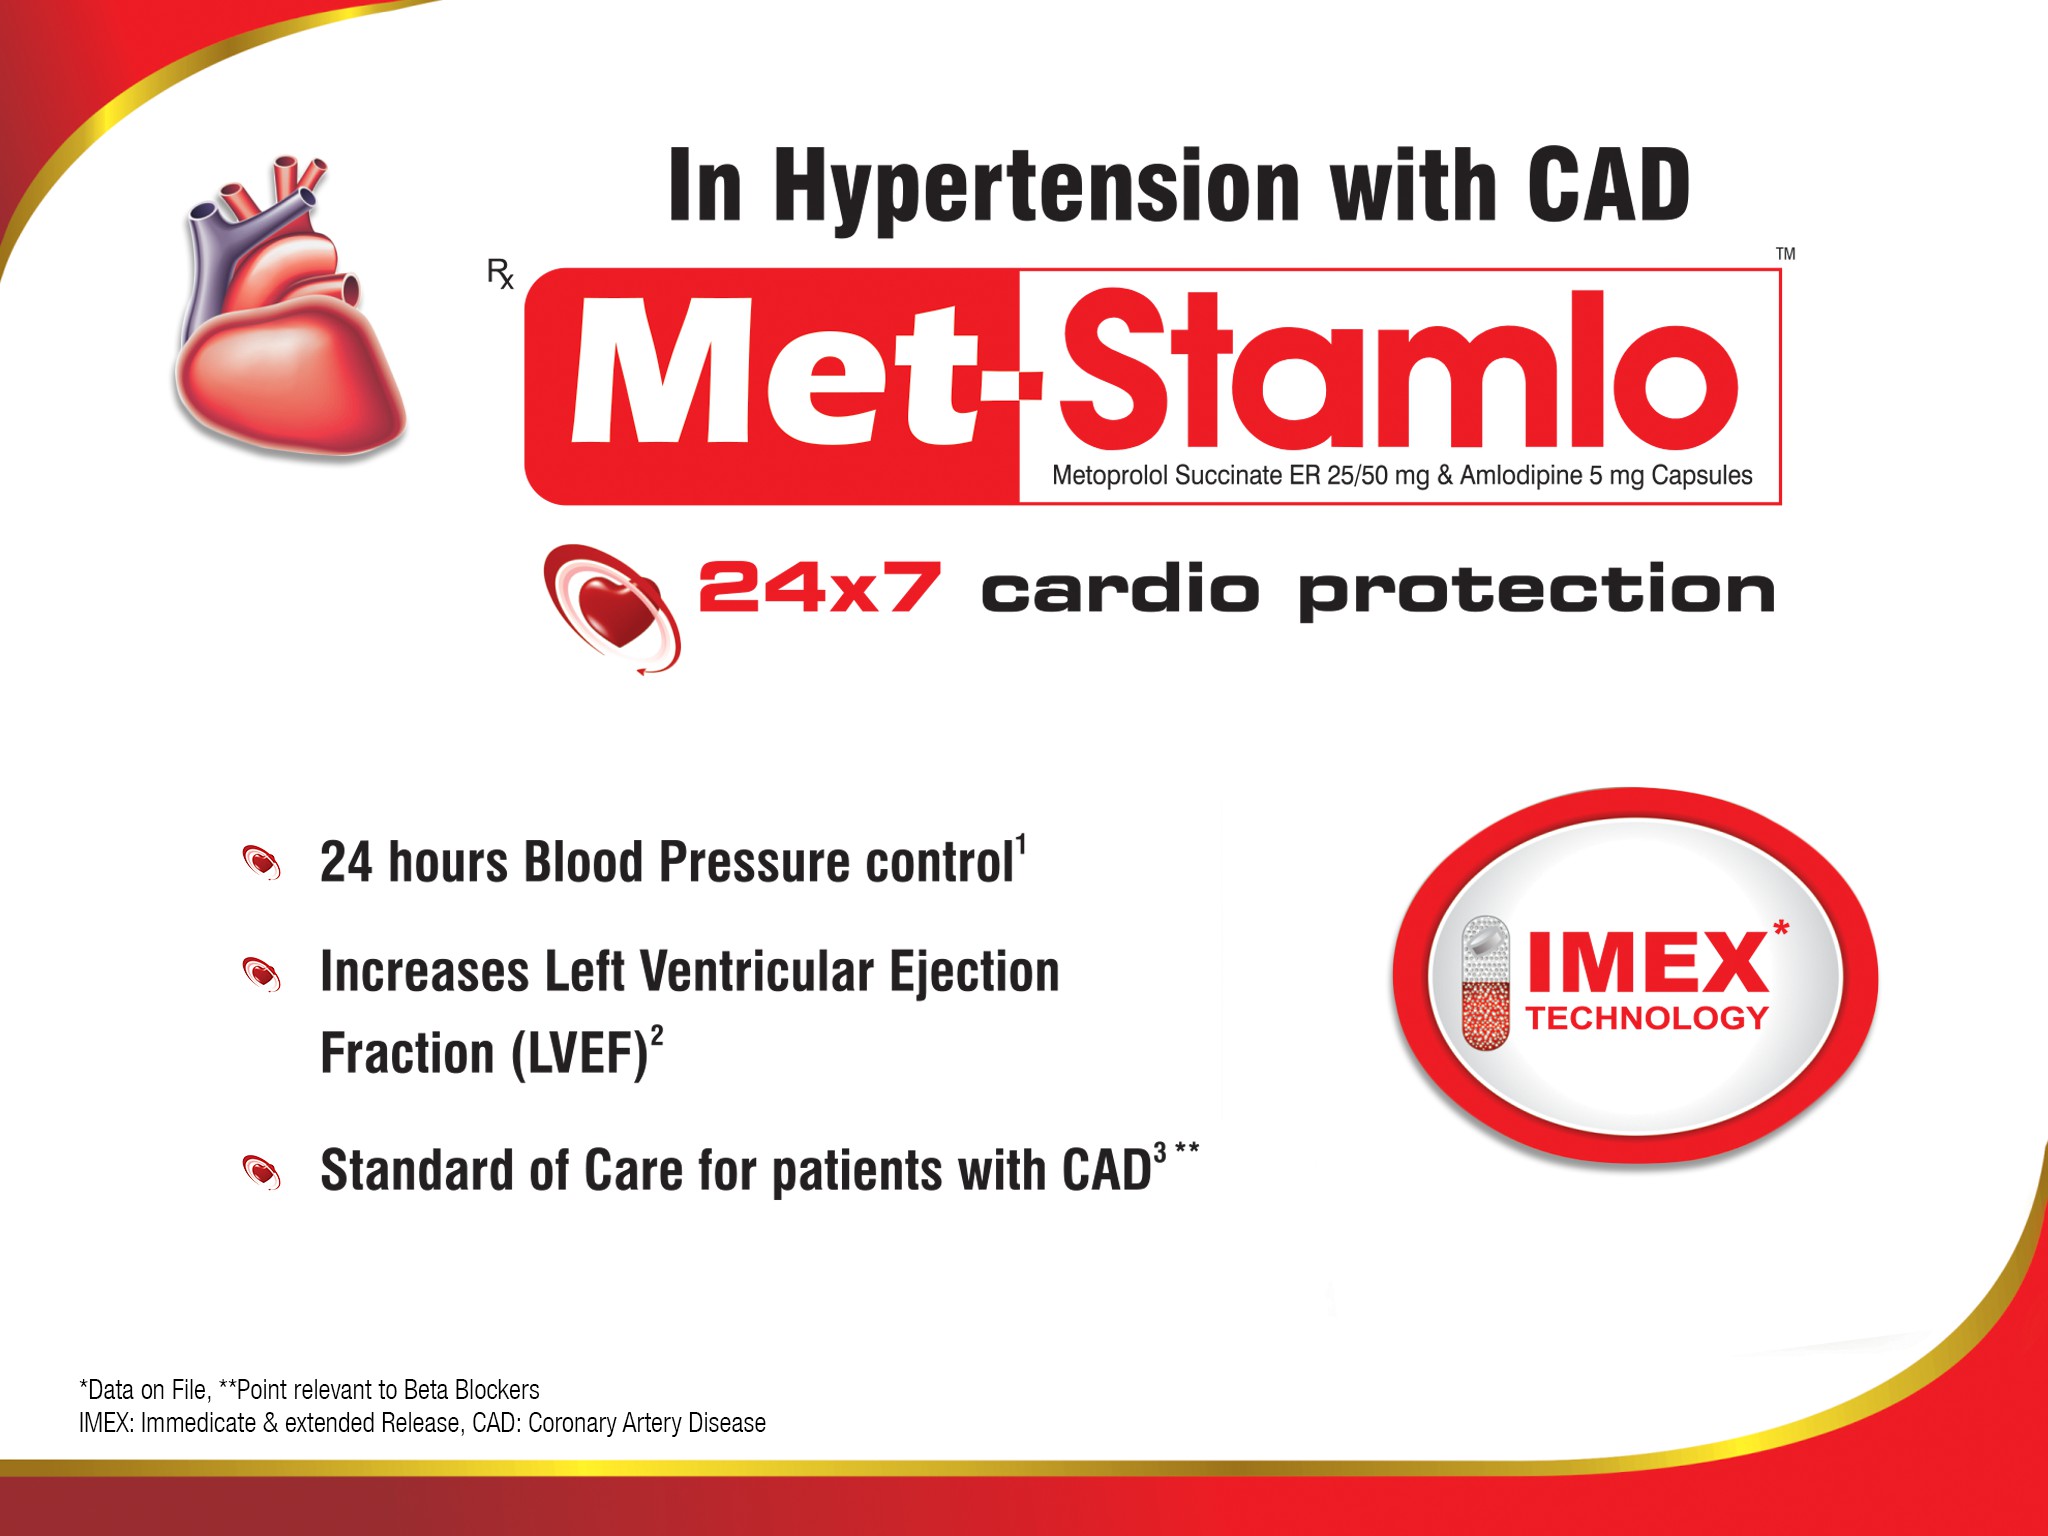 In Hypertension with CAD
Rx
Met-Stamlo™
Metoprolol Succinate ER 25/50 mg & Amlodipine 5 mg Capsules
24x7 cardio protection
24 hours Blood Pressure control¹
Increases Left Ventricular Ejection
Fraction (LVEF)²
Standard of Care for patients with CAD³ **
IMEX*
TECHNOLOGY
*Data on File, **Point relevant to Beta Blockers
IMEX: Immedicate & extended Release, CAD: Coronary Artery Disease